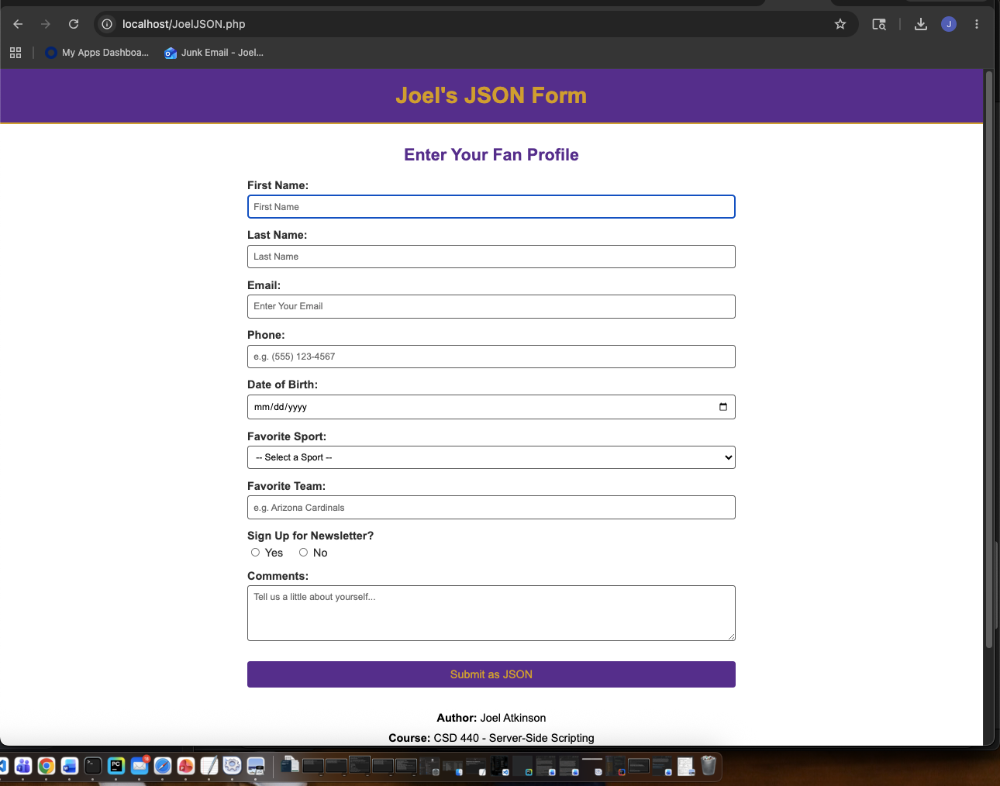 localhost/JoelJSON.php
J
My Apps Dashboa...
Junk Email - Joel...
Joel's JSON Form
Enter Your Fan Profile
First Name:
First Name
Last Name:
Last Name
Email:
Enter Your Email
Phone:
e.g. (555) 123-4567
Date of Birth:
mm/dd/yyyy
Favorite Sport:
-- Select a Sport --
Favorite Team:
e.g. Arizona Cardinals
Sign Up for Newsletter?
Yes No
Comments:
Tell us a little about yourself...
Submit as JSON
Author: Joel Atkinson
Course: CSD 440 - Server-Side Scripting
PC